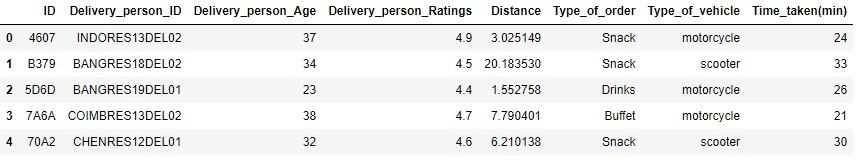 ID Delivery_person_ID Delivery_person_Age Delivery_person_Ratings Distance Type_of_order Type_of_vehicle Time_taken(min)
0 4607 INDORES13DEL02 37 4.9 3.025149 Snack motorcycle 24
1 B379 BANGRES18DEL02 34 4.5 20.183530 Snack scooter 33
2 5D6D BANGRES19DEL01 23 4.4 1.552758 Drinks motorcycle 26
3 7A6A COIMBRES13DEL02 38 4.7 7.790401 Buffet motorcycle 21
4 70A2 CHENRES12DEL01 32 4.6 6.210138 Snack scooter 30